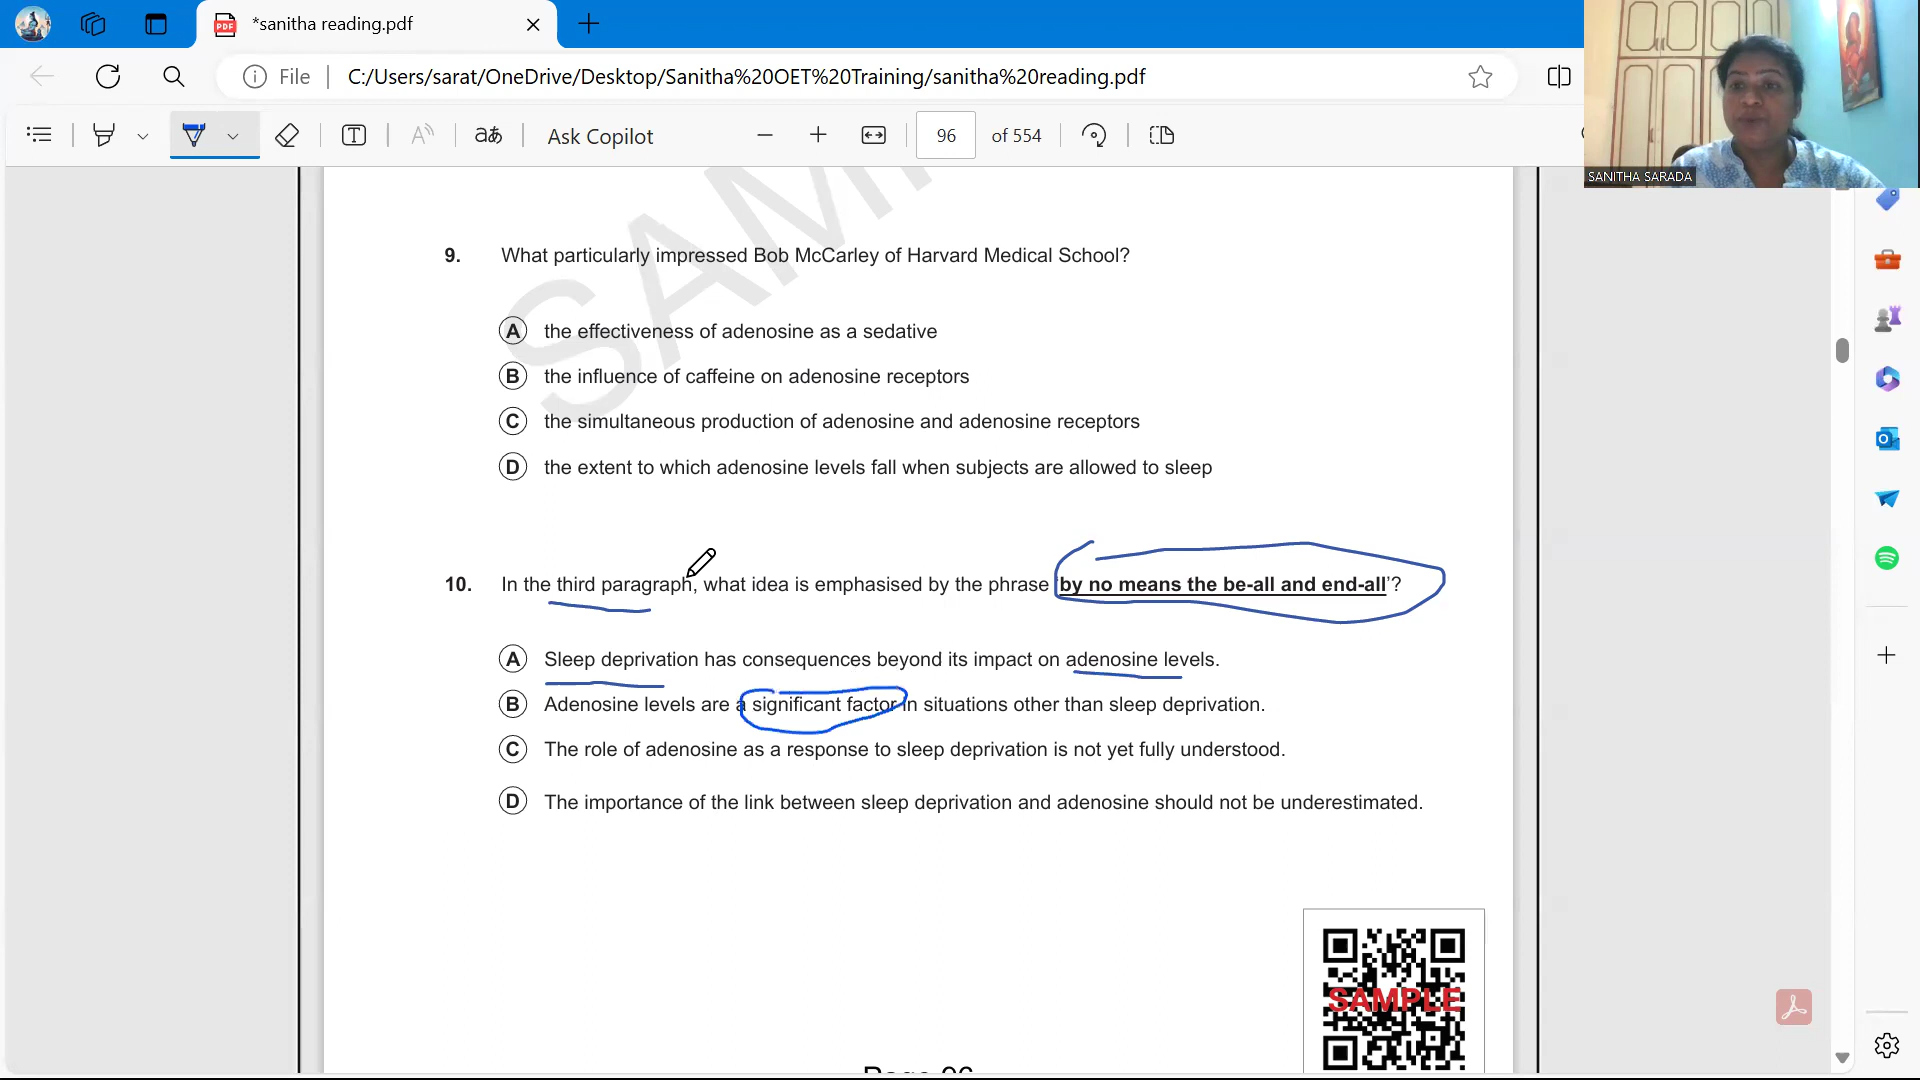 *sanitha reading.pdf
File
C:/Users/sarat/OneDrive/Desktop/Sanitha%20OET%20Training/sanitha%20reading.pdf
Ask Copilot
96 of 554
SANITHA SARADA
9. What particularly impressed Bob McCarley of Harvard Medical School?
A the effectiveness of adenosine as a sedative
B the influence of caffeine on adenosine receptors
C the simultaneous production of adenosine and adenosine receptors
D the extent to which adenosine levels fall when subjects are allowed to sleep
10. In the third paragraph, what idea is emphasised by the phrase 'by no means the be-all and end-all'?
A Sleep deprivation has consequences beyond its impact on adenosine levels.
B Adenosine levels are a significant factor in situations other than sleep deprivation.
C The role of adenosine as a response to sleep deprivation is not yet fully understood.
D The importance of the link between sleep deprivation and adenosine should not be underestimated.
SAMPLE